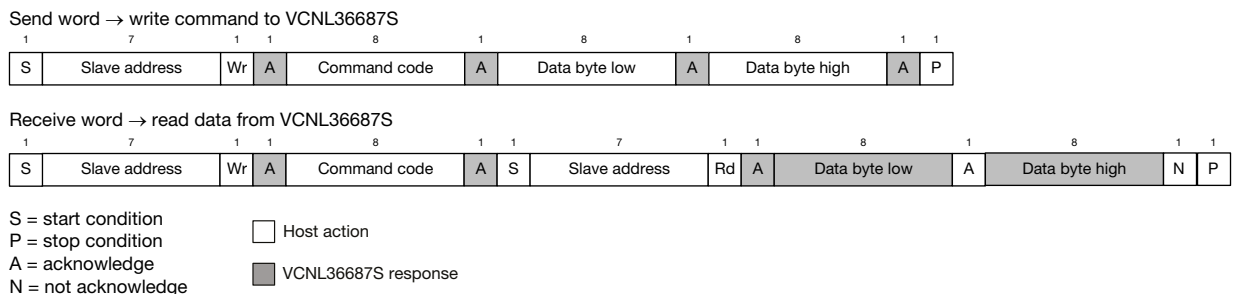 Send word → write command to VCNL36687S
1 7 1 1 8 1 8 1 8 1 1
S Slave address Wr A Command code A Data byte low A Data byte high A P
Receive word → read data from VCNL36687S
1 7 1 1 8 1 1 7 1 1 8 1 8 1 1
S Slave address Wr A Command code A S Slave address Rd A Data byte low A Data byte high N P
S = start condition
P = stop condition
A = acknowledge
N = not acknowledge
Host action
VCNL36687S response